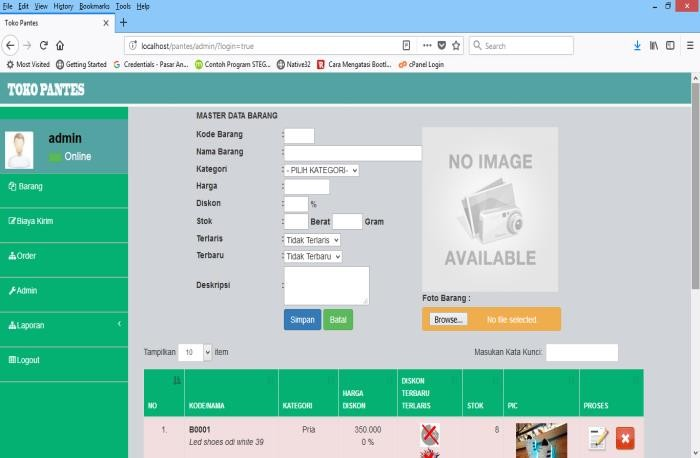 File Edit View History Bookmarks Tools Help
Toko Pantes
localhost/pantes/admin/?login=true
Search
Most Visited Getting Started Credentials - Pasar An... Contoh Program STEG... Native32 Cara Mengatasi Bootl... cPanel Login
TOKO PANTES
admin
Online
Barang
Biaya Kirim
Order
Admin
Laporan
Logout
MASTER DATA BARANG
Kode Barang :
Nama Barang :
Kategori : - PILIH KATEGORI-
Harga :
Diskon : %
Stok : Berat Gram
Terlaris : Tidak Terlaris
Terbaru : Tidak Terbaru
Deskripsi :
Simpan Batal
NO IMAGE
AVAILABLE
Foto Barang :
Browse... No file selected.
Tampilkan 10 item
Masukan Kata Kunci:
NO KODE/NAMA KATEGORI HARGA DISKON DISKON TERBARU TERLARIS STOK PIC PROSES
1. B0001 Pria 350.000 8
Led shoes odi white 39 0 %